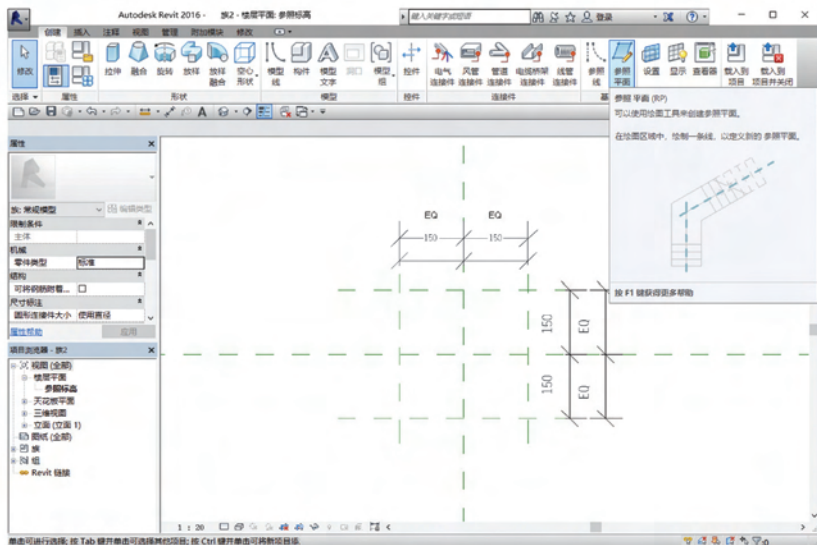 Autodesk Revit 2016 - 族2 - 楼层平面: 参照标高
键入关键字或短语
登录
创建 插入 注释 视图 管理 附加模块 修改
修改 拉伸 融合 旋转 放样 放样融合 空心形状 模型线 构件 模型文字 洞口 模型组 控件 电气连接件 风管连接件 管道连接件 电缆桥架连接件 线管连接件 参照线 参照平面 设置 显示 查看器 载入到项目 载入到项目并关闭
选择 属性 形状 模型 控件 连接件 基
参照 平面 (RP)
可以使用绘图工具来创建参照平面。
在绘图区域中，绘制一条线，以定义新的 参照平面。
按 F1 键获得更多帮助
属性
R
族: 常规模型 编辑类型
限制条件
主体
机械
零件类型 标准
结构
可将钢筋附着...
尺寸标注
圆形连接件大小 使用直径
属性帮助 应用
项目浏览器 - 族2
视图 (全部)
楼层平面
参照标高
天花板平面
三维视图
立面 (立面 1)
图纸 (全部)
族
组
Revit 链接
EQ EQ
150 150
150 EQ
150 EQ
1 : 20
单击可进行选择; 按 Tab 键并单击可选择其他项目; 按 Ctrl 键并单击可将新项目添
:0